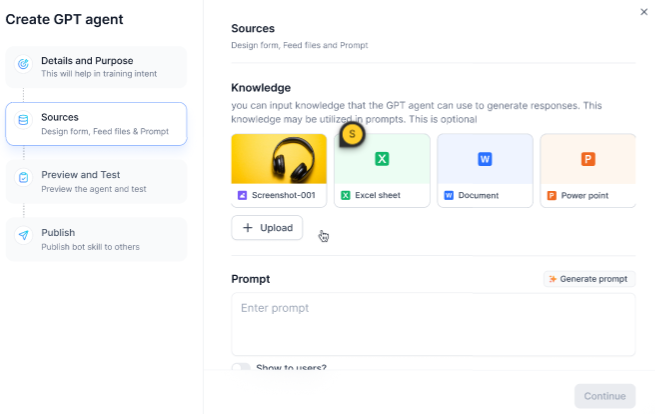 Create GPT agent
Details and Purpose
This will help in training intent
Sources
Design form, Feed files & Prompt
Preview and Test
Preview the agent and test
Publish
Publish bot skill to others
Sources
Design form, Feed files and Prompt
Knowledge
you can input knowledge that the GPT agent can use to generate responses. This
knowledge may be utilized in prompts. This is optional
S
X
W
P
Screenshot-001
X
Excel sheet
W
Document
P
Power point
+ Upload
Prompt
Generate prompt
Enter prompt
Show to users?
Continue